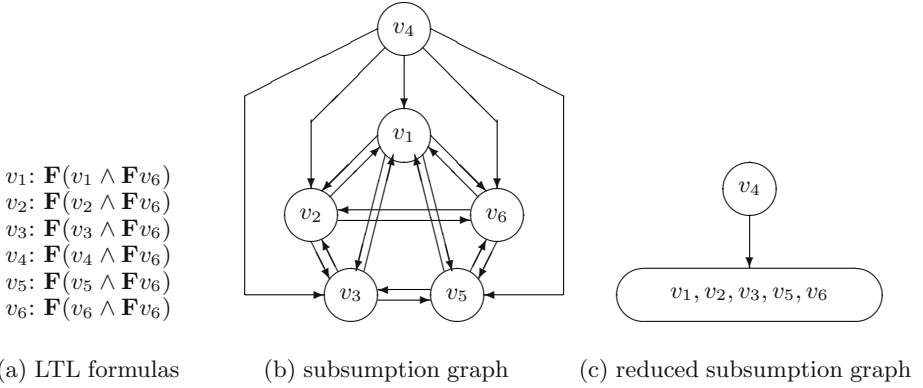 v₁: F(v₁ ∧ Fv₆)
v₂: F(v₂ ∧ Fv₆)
v₃: F(v₃ ∧ Fv₆)
v₄: F(v₄ ∧ Fv₆)
v₅: F(v₅ ∧ Fv₆)
v₆: F(v₆ ∧ Fv₆)
a) LTL formulas
v₄
v₁
v₂
v₆
v₃
v₅
(b) subsumption graph
v₄
v₁, v₂, v₃, v₅, v₆
(c) reduced subsumption graph